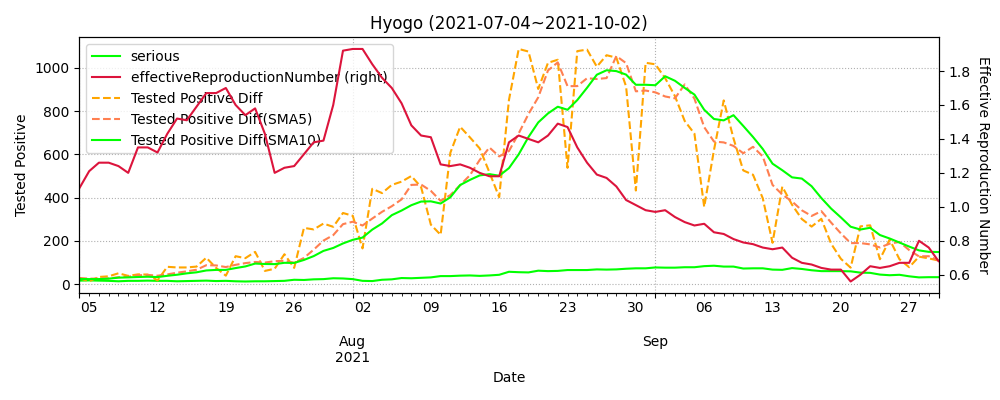 Hyogo (2021-07-04~2021-10-02)
serious
effectiveReproductionNumber (right)
Tested Positive Diff
Tested Positive Diff(SMA5)
Tested Positive Diff(SMA10)
1000
800
600
400
200
0
Tested Positive
1.8
1.6
1.4
1.2
1.0
0.8
0.6
Effective Reproduction Number
05 12 19 26 02 09 16 23 30 06 13 20 27
Aug Sep
2021
Date